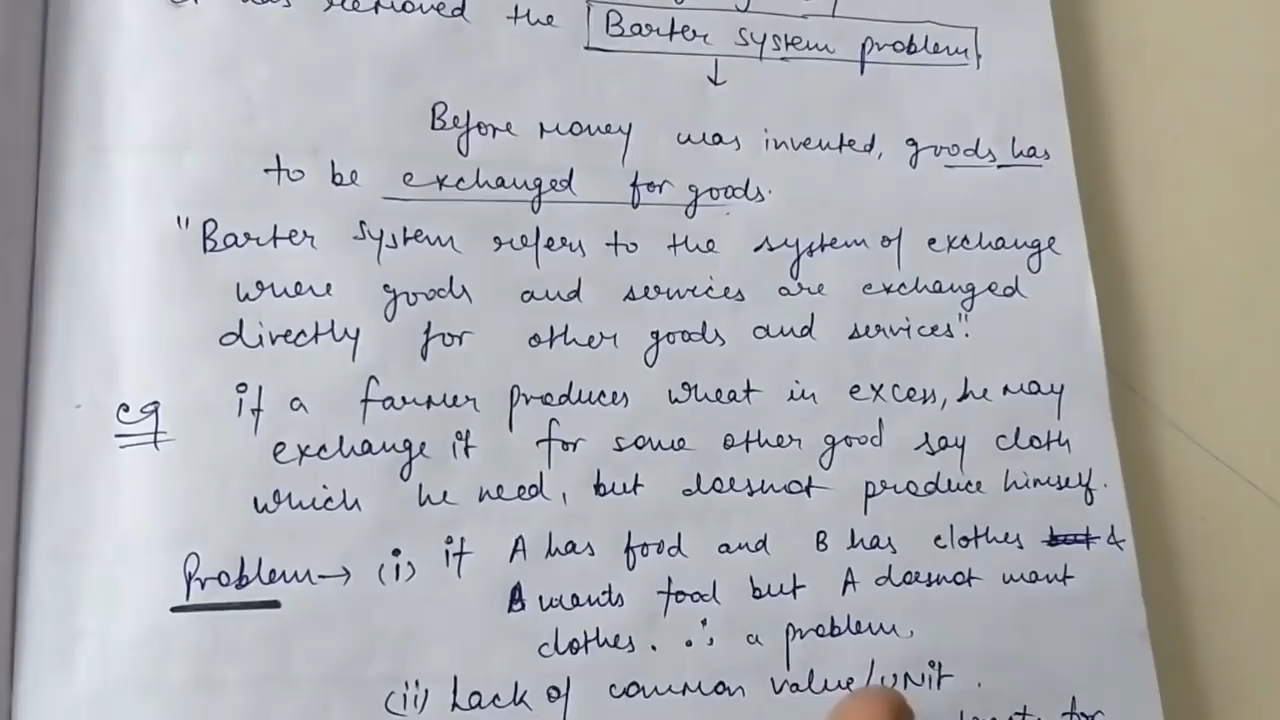 has removed the Barter system problem
↓
Before money was invented, goods has
to be exchanged for goods.
"Barter system refers to the system of exchange
where goods and services are exchanged
directly for other goods and services".
eg if a farmer produces wheat in excess, he may
exchange it for some other good say cloth
which he need, but doesnot produce himself.
Problem → (i) if A has food and B has clothes &
B wants food but A doesnot want
clothes. ∴ a problem.
(ii) Lack of common value/unit.
for